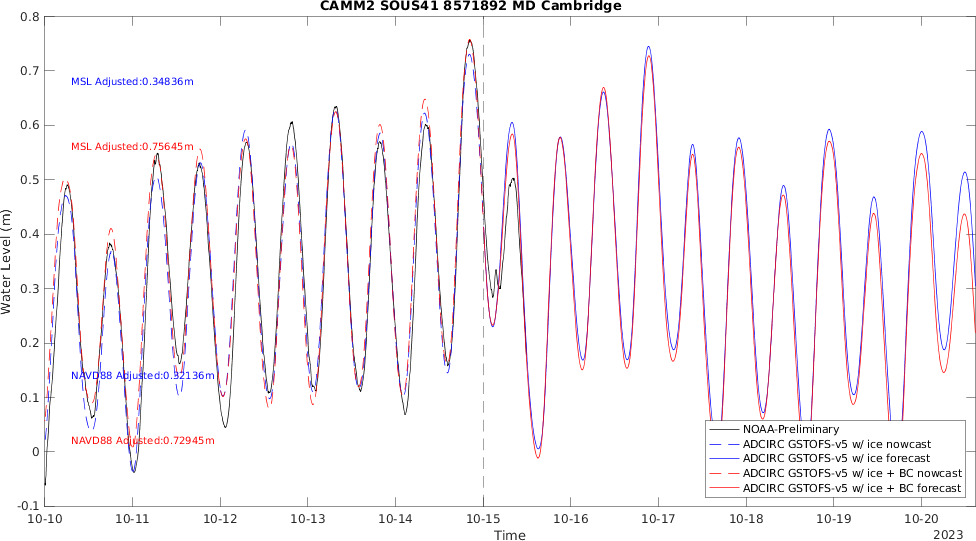 CAMM2 SOUS41 8571892 MD Cambridge
0.8
0.7
0.6
0.5
0.4
0.3
0.2
0.1
0
-0.1
Water Level (m)
MSL Adjusted:0.34836m
MSL Adjusted:0.75645m
NAVD88 Adjusted:0.32136m
NAVD88 Adjusted:0.72945m
NOAA-Preliminary
ADCIRC GSTOFS-v5 w/ ice nowcast
ADCIRC GSTOFS-v5 w/ ice forecast
ADCIRC GSTOFS-v5 w/ ice + BC nowcast
ADCIRC GSTOFS-v5 w/ ice + BC forecast
10-10 10-11 10-12 10-13 10-14 10-15 10-16 10-17 10-18 10-19 10-20
Time
2023